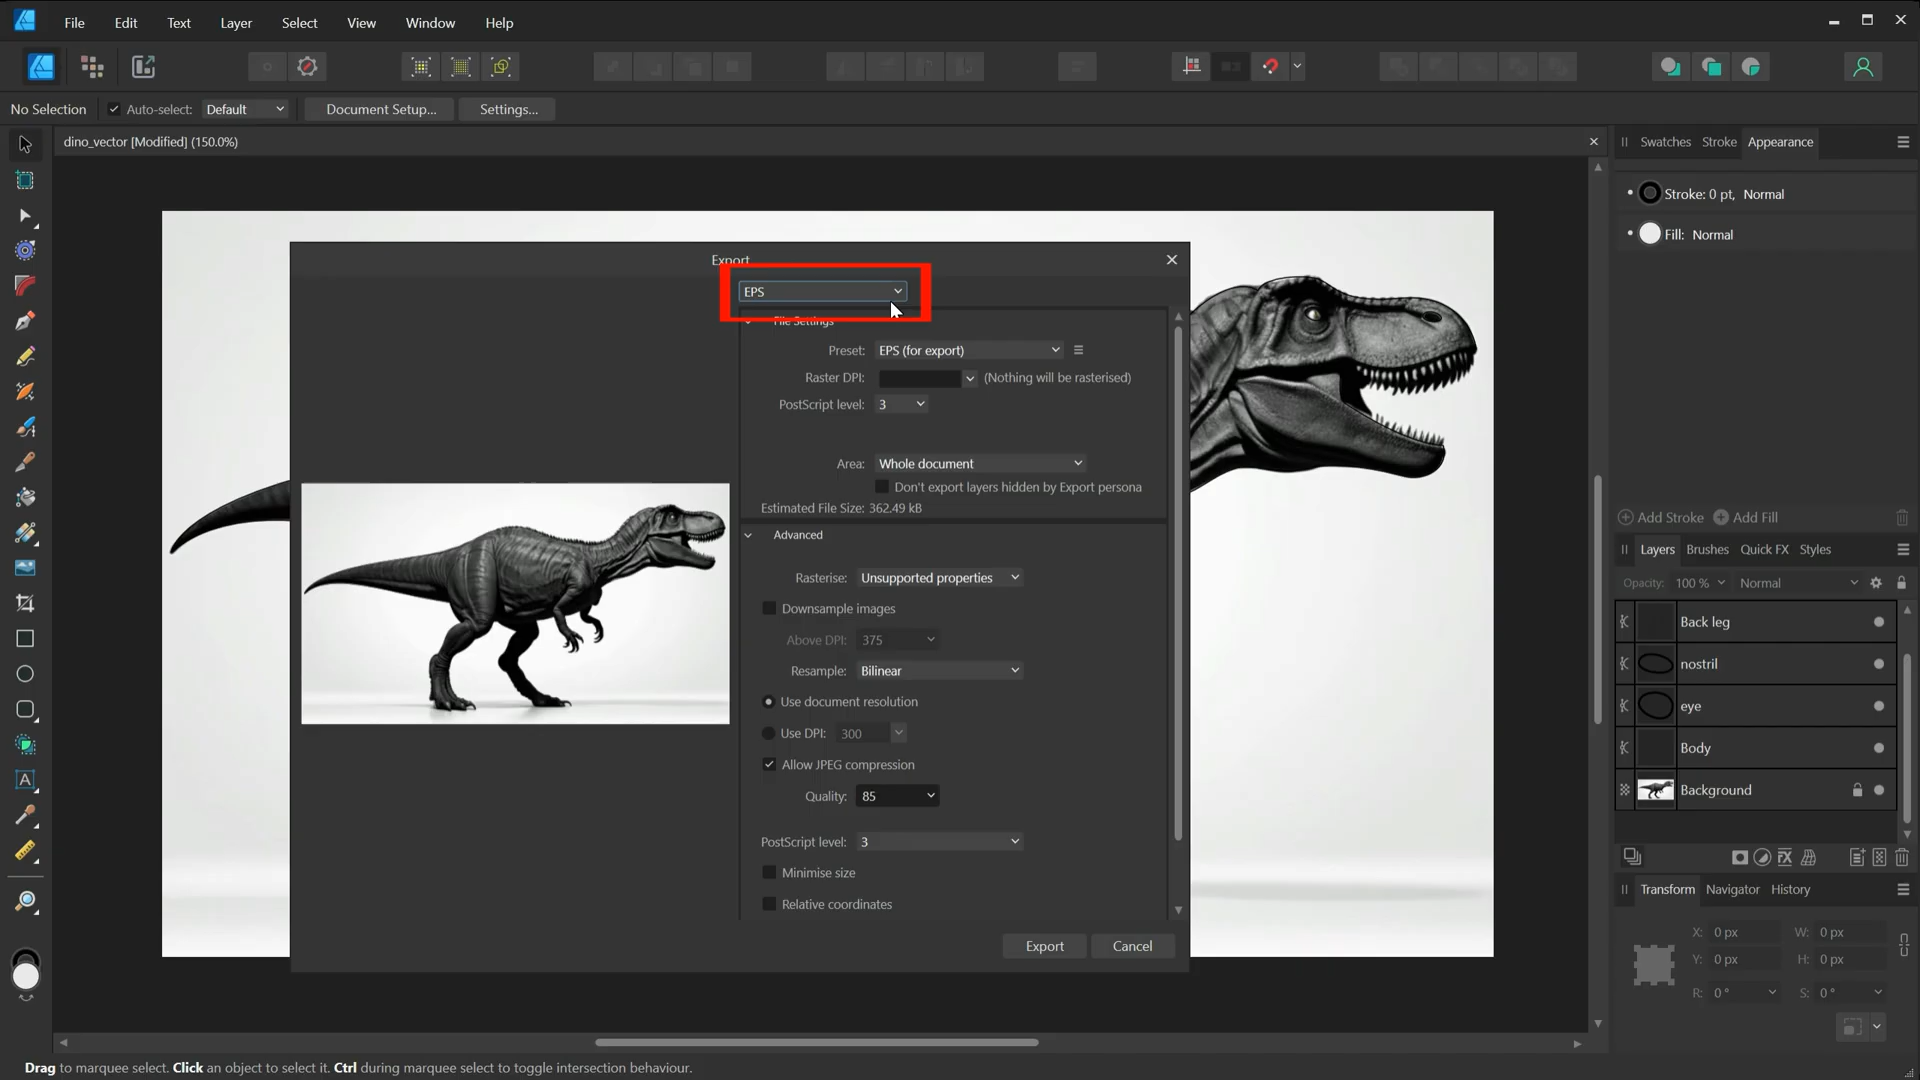 File Edit Text Layer Select View Window Help
No Selection Auto-select: Default Document Setup... Settings...
dino_vector [Modified] (150.0%)
Swatches Stroke Appearance
Stroke: 0 pt, Normal
Fill: Normal
Export
EPS
File Settings
Preset: EPS (for export)
Raster DPI: (Nothing will be rasterised)
PostScript level: 3
Area: Whole document
Don't export layers hidden by Export persona
Estimated File Size: 362.49 kB
Advanced
Rasterise: Unsupported properties
Downsample images
Above DPI: 375
Resample: Bilinear
Use document resolution
Use DPI: 300
Allow JPEG compression
Quality: 85
PostScript level: 3
Minimise size
Relative coordinates
Export Cancel
Add Stroke Add Fill
Layers Brushes Quick FX Styles
Opacity: 100 % Normal
Back leg
nostril
eye
Body
Background
Transform Navigator History
X: 0 px W: 0 px
Y: 0 px H: 0 px
R: 0 ° S: 0 °
Drag to marquee select. Click an object to select it. Ctrl during marquee select to toggle intersection behaviour.